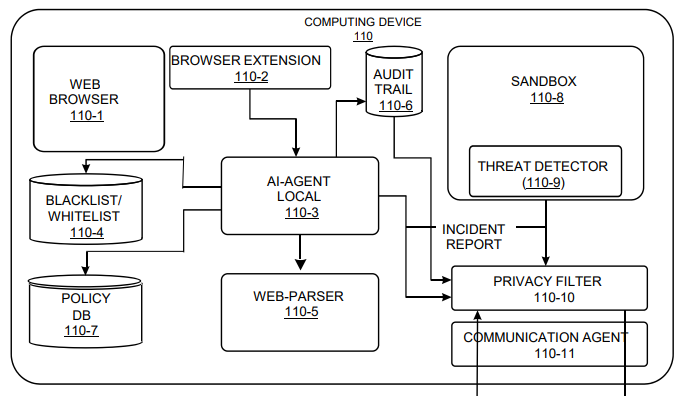 COMPUTING DEVICE
110
WEB
BROWSER
110-1
BROWSER EXTENSION
110-2
AUDIT
TRAIL
110-6
SANDBOX
110-8
THREAT DETECTOR
(110-9)
BLACKLIST/
WHITELIST
110-4
AI-AGENT
LOCAL
110-3
INCIDENT
REPORT
POLICY
DB
110-7
WEB-PARSER
110-5
PRIVACY FILTER
110-10
COMMUNICATION AGENT
110-11